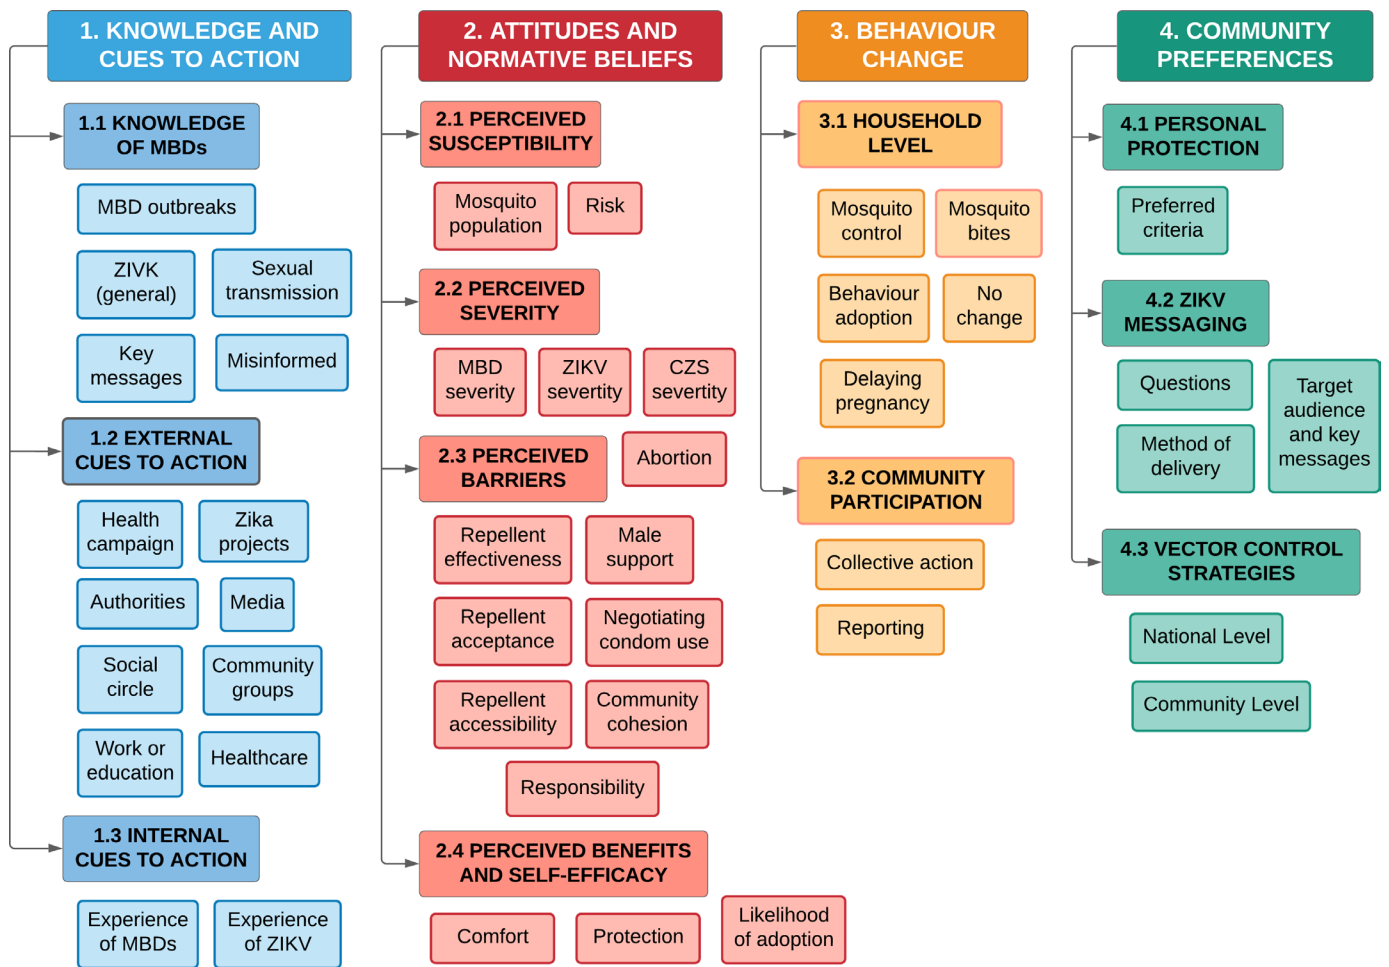 1. KNOWLEDGE AND
CUES TO ACTION
1.1 KNOWLEDGE
OF MBDs
MBD outbreaks
ZIVK
(general)
Sexual
transmission
Key
messages
Misinformed
1.2 EXTERNAL
CUES TO ACTION
Health
campaign
Zika
projects
Authorities
Media
Social
circle
Community
groups
Work or
education
Healthcare
1.3 INTERNAL
CUES TO ACTION
Experience
of MBDs
Experience
of ZIKV
2. ATTITUDES AND
NORMATIVE BELIEFS
2.1 PERCEIVED
SUSCEPTIBILITY
Mosquito
population
Risk
2.2 PERCEIVED
SEVERITY
MBD
severity
ZIKV
severtity
CZS
severtity
Abortion
2.3 PERCEIVED
BARRIERS
Repellent
effectiveness
Male
support
Repellent
acceptance
Negotiating
condom use
Repellent
accessibility
Community
cohesion
Responsibility
2.4 PERCEIVED BENEFITS
AND SELF-EFFICACY
Comfort
Protection
Likelihood
of adoption
3. BEHAVIOUR
CHANGE
3.1 HOUSEHOLD
LEVEL
Mosquito
control
Mosquito
bites
Behaviour
adoption
No
change
Delaying
pregnancy
3.2 COMMUNITY
PARTICIPATION
Collective action
Reporting
4. COMMUNITY
PREFERENCES
4.1 PERSONAL
PROTECTION
Preferred
criteria
4.2 ZIKV
MESSAGING
Questions
Method of
delivery
Target
audience
and key
messages
4.3 VECTOR CONTROL
STRATEGIES
National Level
Community Level